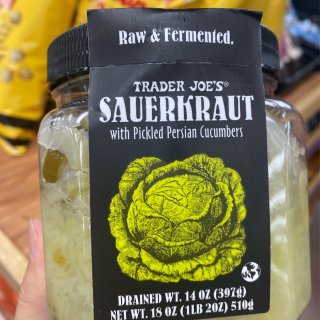 Raw & Fermented.
TRADER JOE'S®
SAUERKRAUT
with Pickled Persian Cucumbers
DRAINED WT. 14 OZ (397g)
NET WT. 18 OZ (1LB 2OZ) 510g